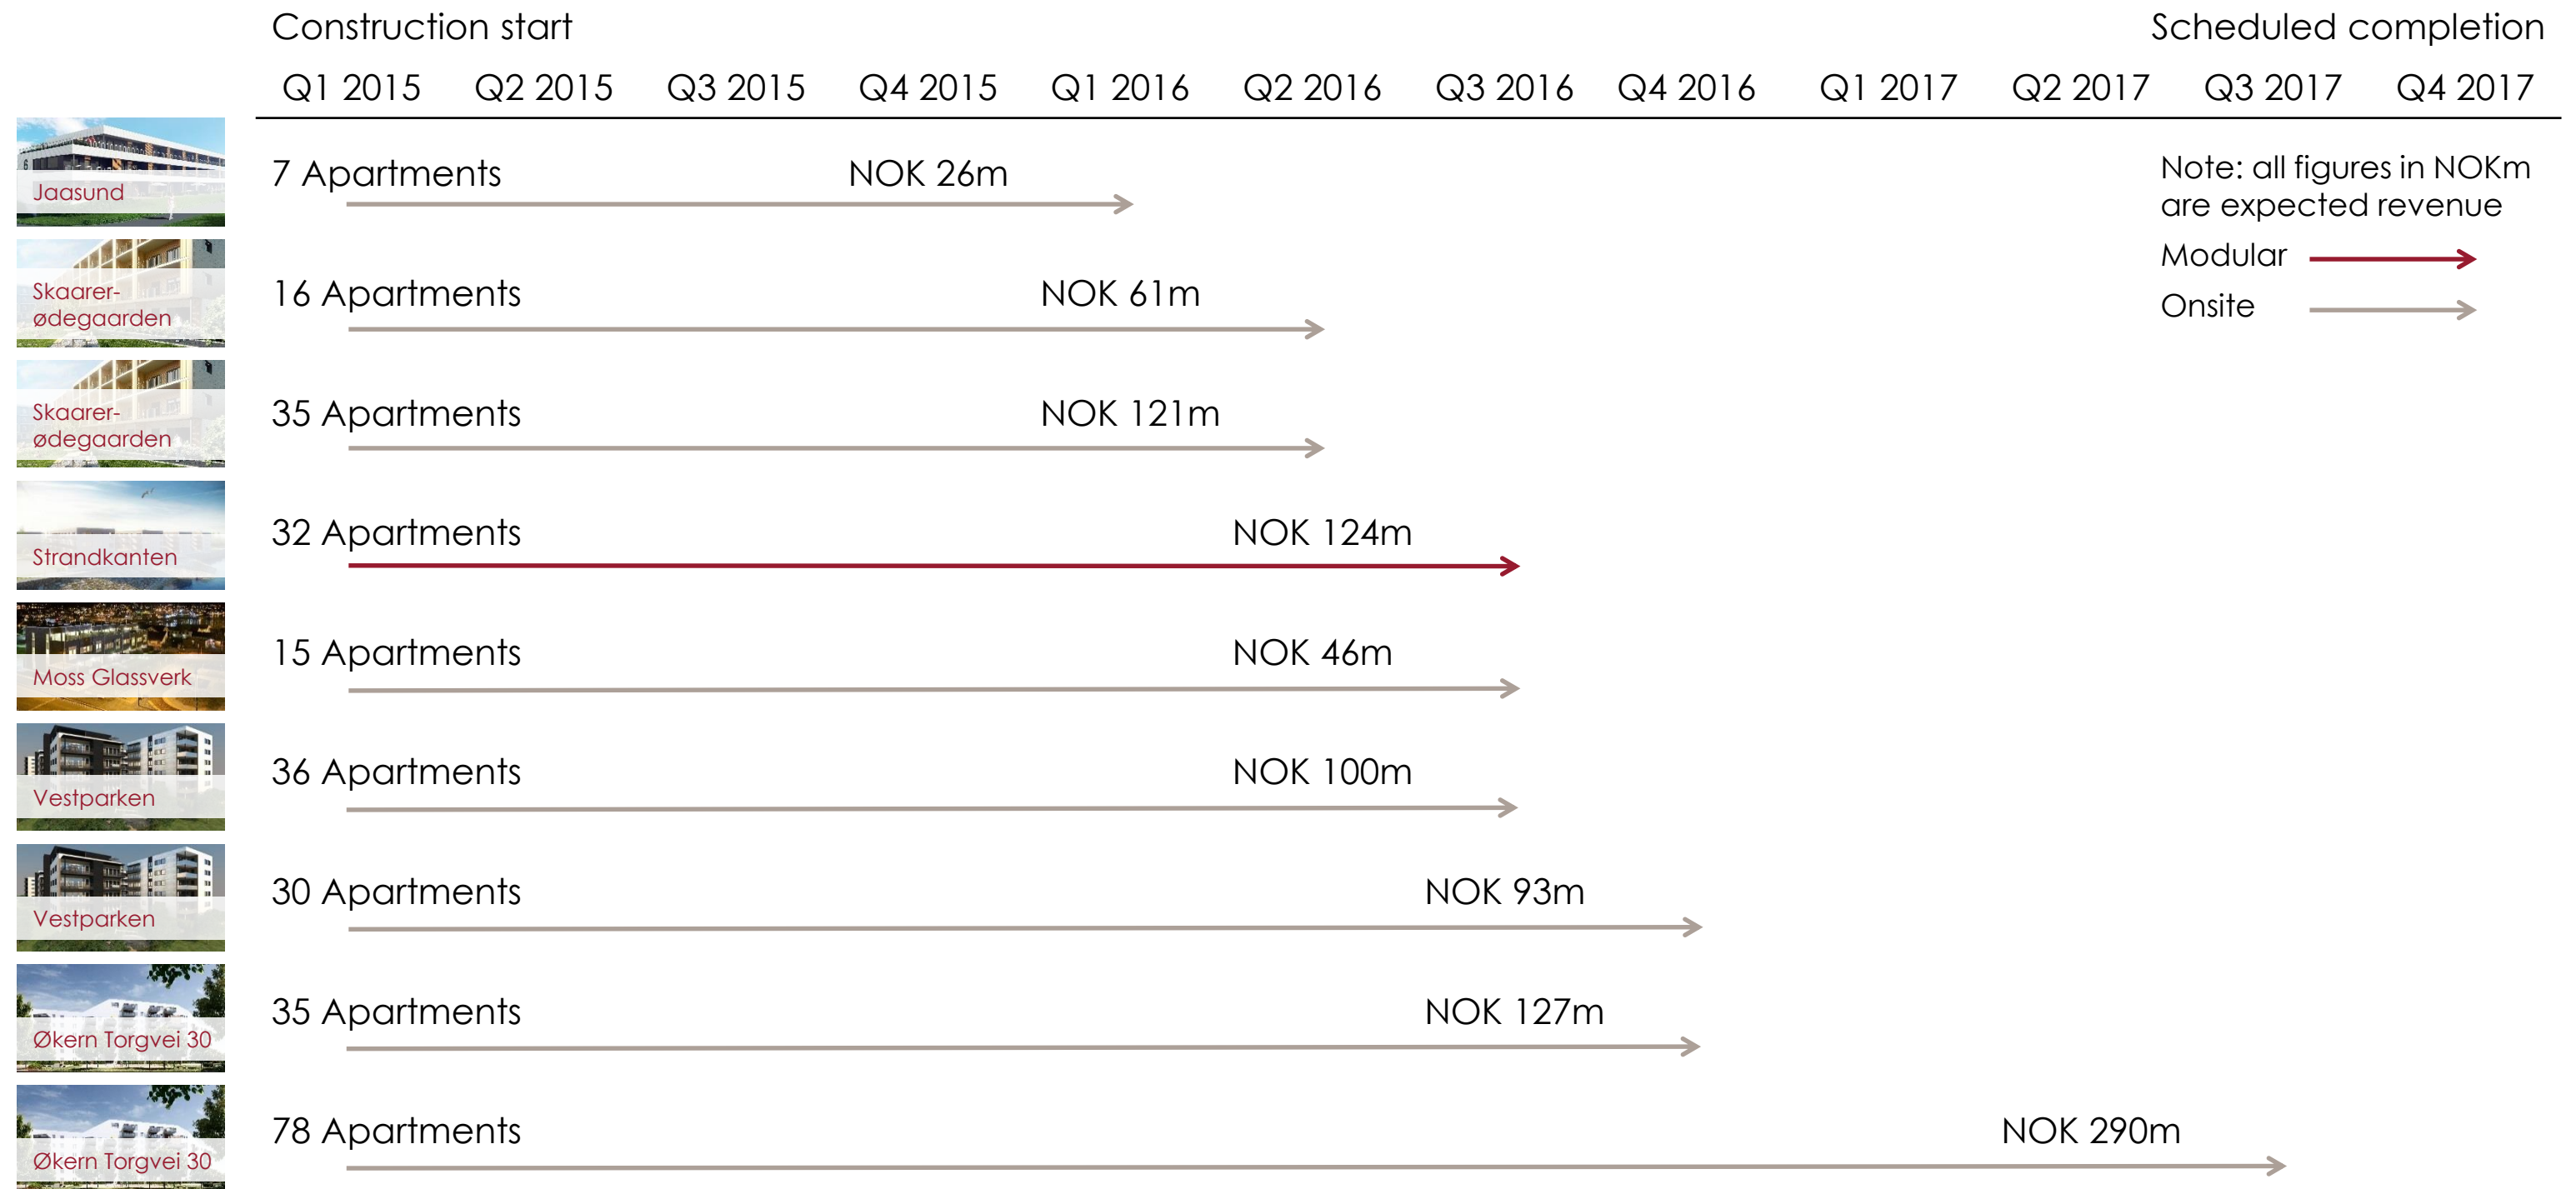 Construction start
Scheduled completion
Q1 2015 Q2 2015 Q3 2015 Q4 2015 Q1 2016 Q2 2016 Q3 2016 Q4 2016 Q1 2017 Q2 2017 Q3 2017 Q4 2017
6
Jaasund
7 Apartments
NOK 26m
Note: all figures in NOKm
are expected revenue
Modular
Onsite
Skaarer-
ødegaarden
16 Apartments
NOK 61m
Skaarer-
ødegaarden
35 Apartments
NOK 121m
Strandkanten
32 Apartments
NOK 124m
Moss Glassverk
15 Apartments
NOK 46m
Vestparken
36 Apartments
NOK 100m
Vestparken
30 Apartments
NOK 93m
Økern Torgvei 30
35 Apartments
NOK 127m
Økern Torgvei 30
78 Apartments
NOK 290m